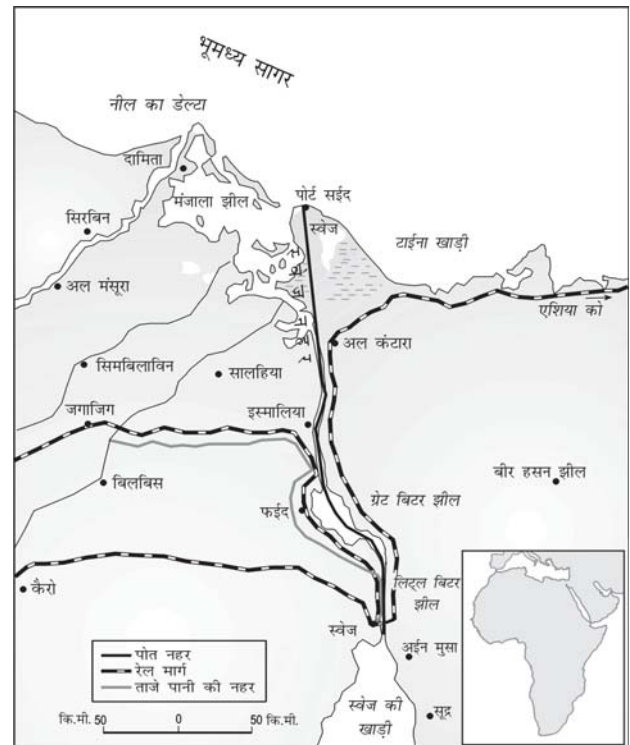 भूमध्य सागर
नील का डेल्टा
दामिता
मंजाला झील
पोर्ट सईद
स्वेज
सिरबिन
टाईना खाड़ी
अल मंसूरा
एशिया को
अल कंटारा
सिमबिलाविन
सालहिया
जगाजिग
इस्मालिया
बिलबिस
बीर हसन झील
ग्रेट बिटर झील
फईद
लिट्ल बिटर
झील
कैरो
स्वेज
अईन मुसा
पोत नहर
रेल मार्ग
ताजे पानी की नहर
स्वेज की
खाड़ी
सूद्र
कि.मी. 50 0 50 कि.मी.